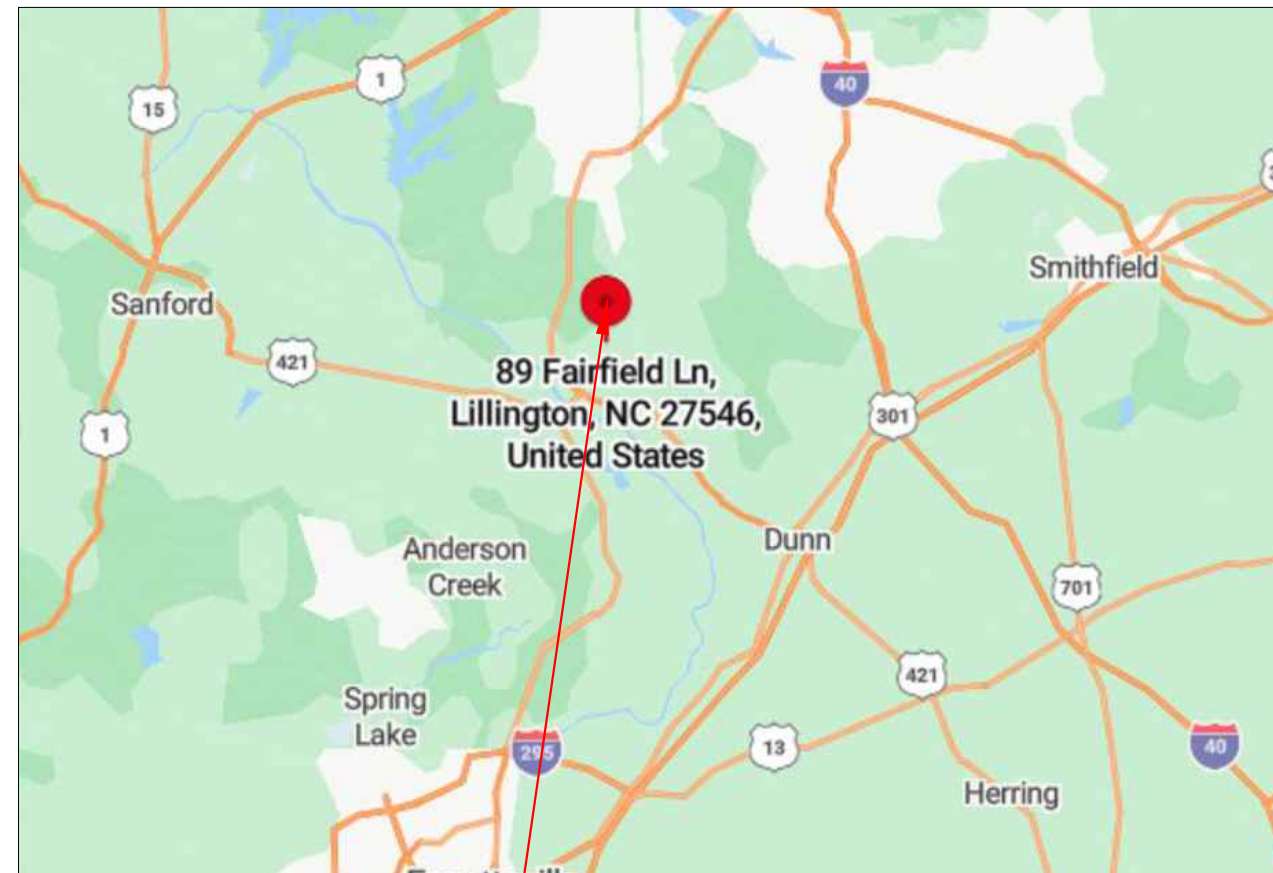 1
40
15
Smithfield
Sanford
89 Fairfield Ln,
Lillington, NC 27546,
United States
421
301
1
Dunn
Anderson
Creek
701
421
Spring
Lake
295
13
40
Herring